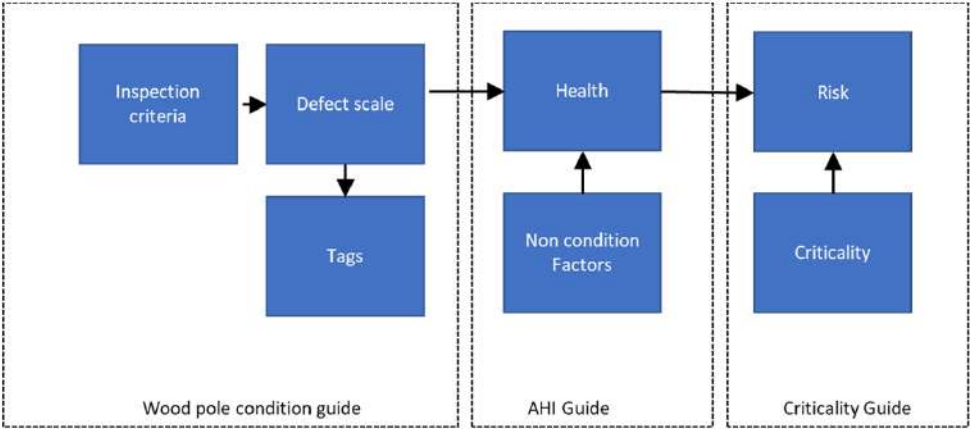 Inspection
criteria
Defect scale
Tags
Wood pole condition guide
Health
Non condition
Factors
AHI Guide
Risk
Criticality
Criticality Guide